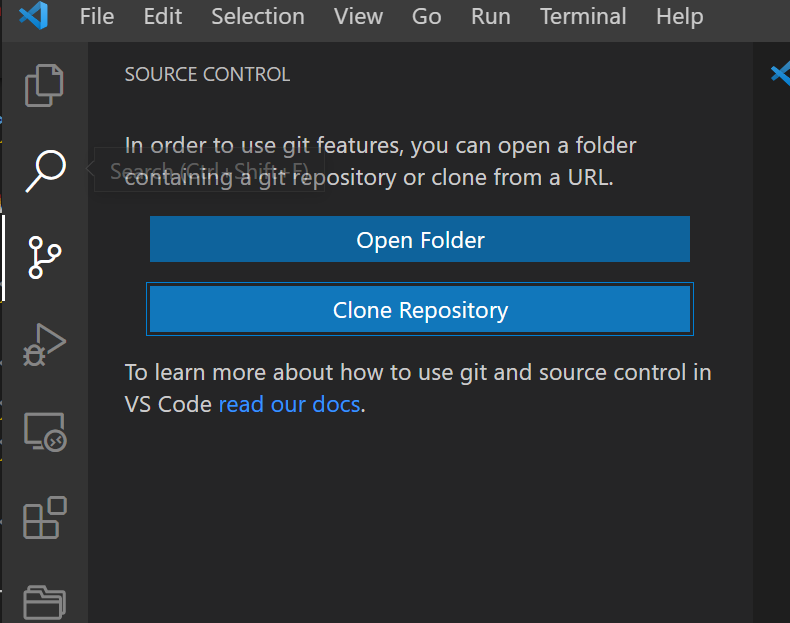 File Edit Selection View Go Run Terminal Help
SOURCE CONTROL
In order to use git features, you can open a folder
Search (Ctrl+Shift+F)
containing a git repository or clone from a URL.
Open Folder
Clone Repository
To learn more about how to use git and source control in
VS Code read our docs.